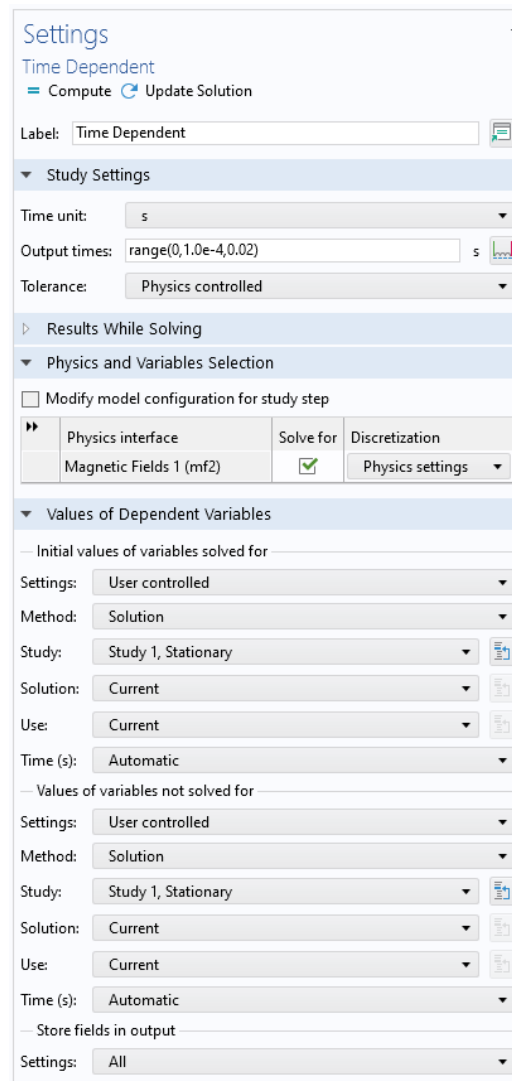 Settings
Time Dependent
= Compute Update Solution
Label: Time Dependent
Study Settings
Time unit: s
Output times: range(0,1.0e-4,0.02) s
Tolerance: Physics controlled
Results While Solving
Physics and Variables Selection
Modify model configuration for study step
Physics interface Solve for Discretization
Magnetic Fields 1 (mf2) Physics settings
Values of Dependent Variables
Initial values of variables solved for
Settings: User controlled
Method: Solution
Study: Study 1, Stationary
Solution: Current
Use: Current
Time (s): Automatic
Values of variables not solved for
Settings: User controlled
Method: Solution
Study: Study 1, Stationary
Solution: Current
Use: Current
Time (s): Automatic
Store fields in output
Settings: All